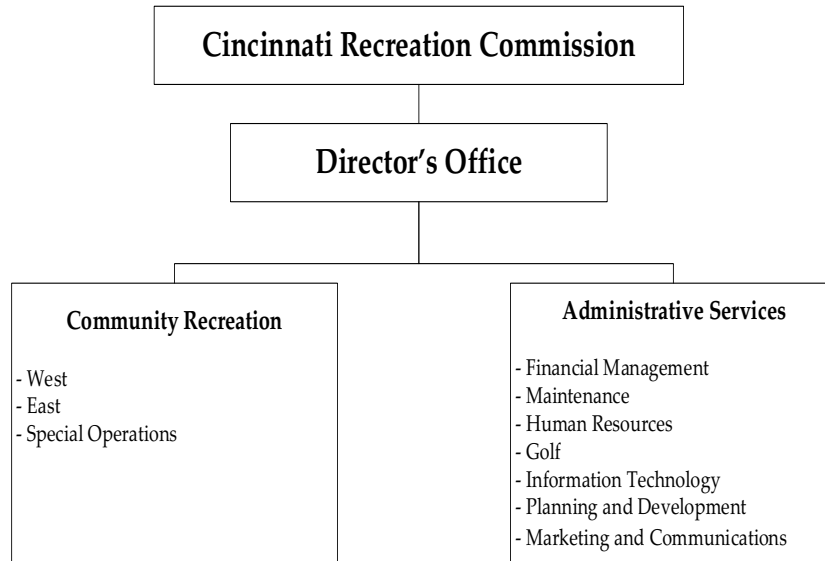 Cincinnati Recreation Commission
Director's Office
Community Recreation
- West
- East
- Special Operations
Administrative Services
- Financial Management
- Maintenance
- Human Resources
- Golf
- Information Technology
- Planning and Development
- Marketing and Communications